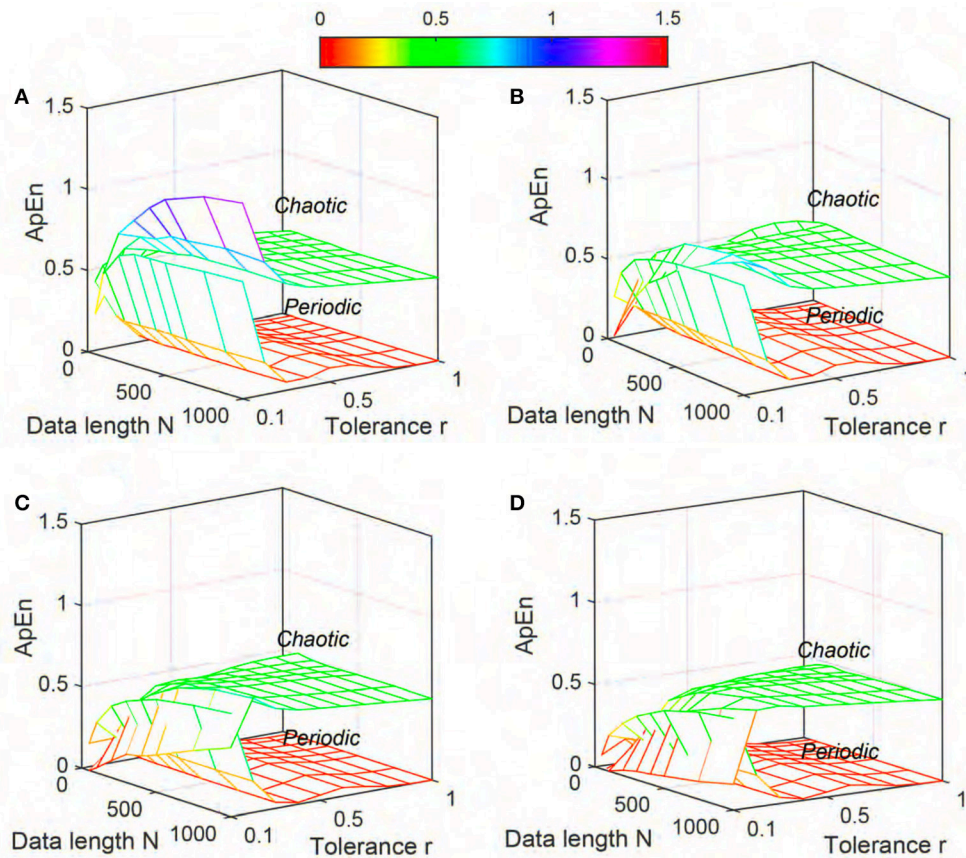 0 0.5 1 1.5
A
1.5
1
0.5
0
ApEn
Chaotic
Periodic
0 500 1000
Data length N
0.1 0.5 1
Tolerance r
B
1.5
1
0.5
0
ApEn
Chaotic
Periodic
0 500 1000
Data length N
0.1 0.5 1
Tolerance r
C
1.5
1
0.5
0
ApEn
Chaotic
Periodic
0 500 1000
Data length N
0.1 0.5 1
Tolerance r
D
1.5
1
0.5
0
ApEn
Chaotic
Periodic
0 500 1000
Data length N
0.1 0.5 1
Tolerance r